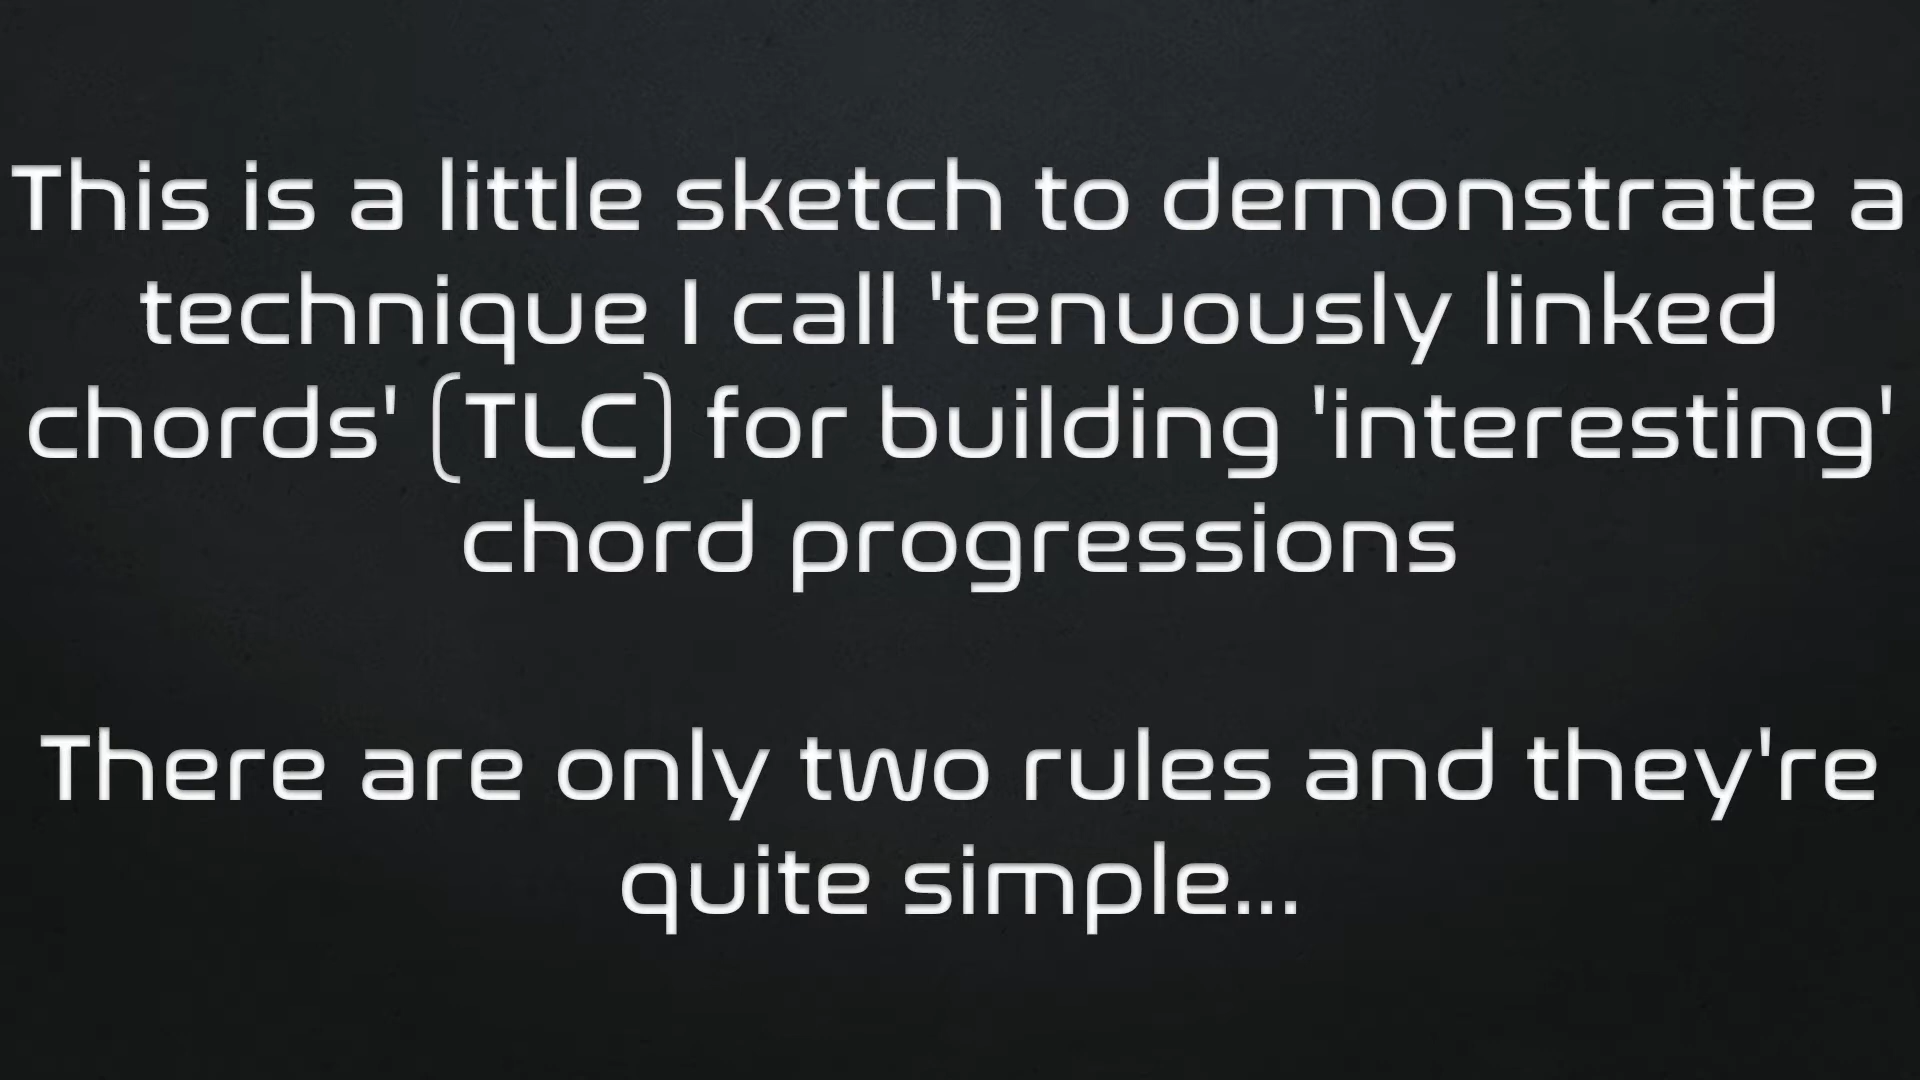 This is a little sketch to demonstrate a
technique I call 'tenuously linked
chords' (TLC) for building 'interesting'
chord progressions
There are only two rules and they're
quite simple...